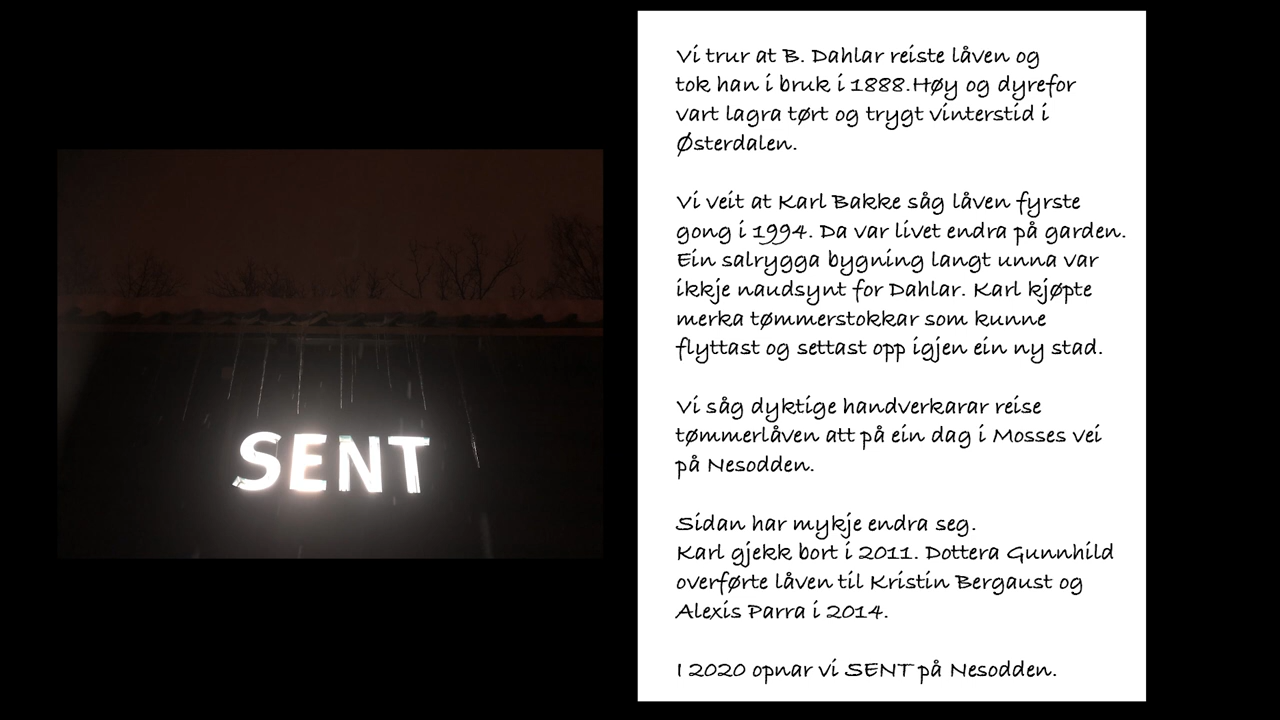 SENT
Vi trur at B. Dahlar reiste låven og
tok han i bruk i 1888.Høy og dyrefor
vart lagra tørt og trygt vinterstid i
Østerdalen.
Vi veit at Karl Bakke såg låven fyrste
gong i 1994. Da var livet endra på garden.
Ein salrygga bygning langt unna var
ikkje naudsynt for Dahlar. Karl kjøpte
merka tømmerstokkar som kunne
flyttast og settast opp igjen ein ny stad.
Vi såg dyktige handverkarar reise
tømmerlåven att på ein dag i Mosses vei
på Nesodden.
Sidan har mykje endra seg.
Karl gjekk bort i 2011. Dottera Gunnhild
overførte låven til Kristin Bergaust og
Alexis Parra i 2014.
I 2020 opnar vi SENT på Nesodden.